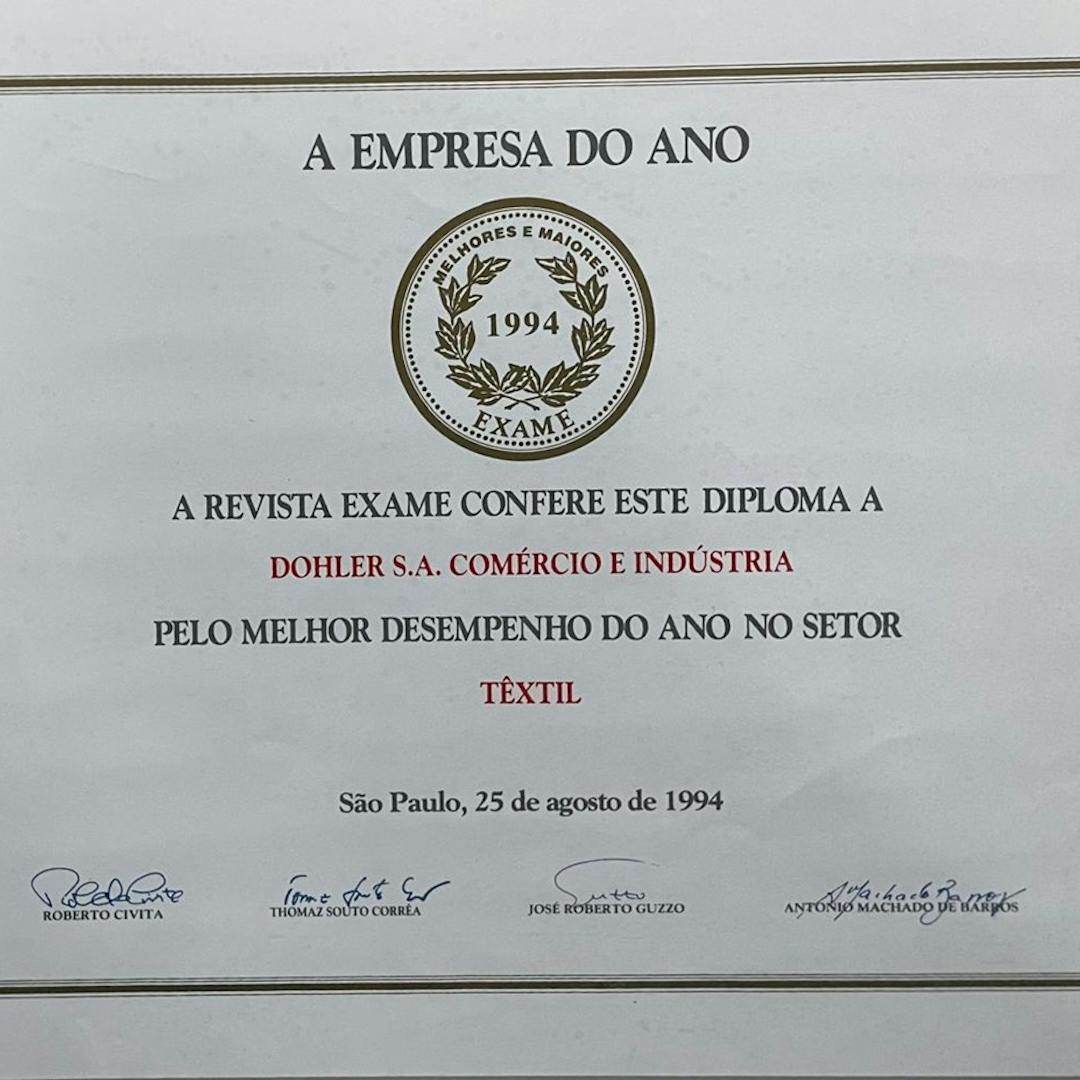 A EMPRESA DO ANO
MELHORES E MAIORES
1994
EXAME
A REVISTA EXAME CONFERE ESTE DIPLOMA A
DOHLER S.A. COMÉRCIO E INDÚSTRIA
PELO MELHOR DESEMPENHO DO ANO NO SETOR
TÊXTIL
São Paulo, 25 de agosto de 1994
ROBERTO CIVITA
THOMAZ SOUTO CORRÊA
JOSÉ ROBERTO GUZZO
ANTONIO MACHADO DE BARROS